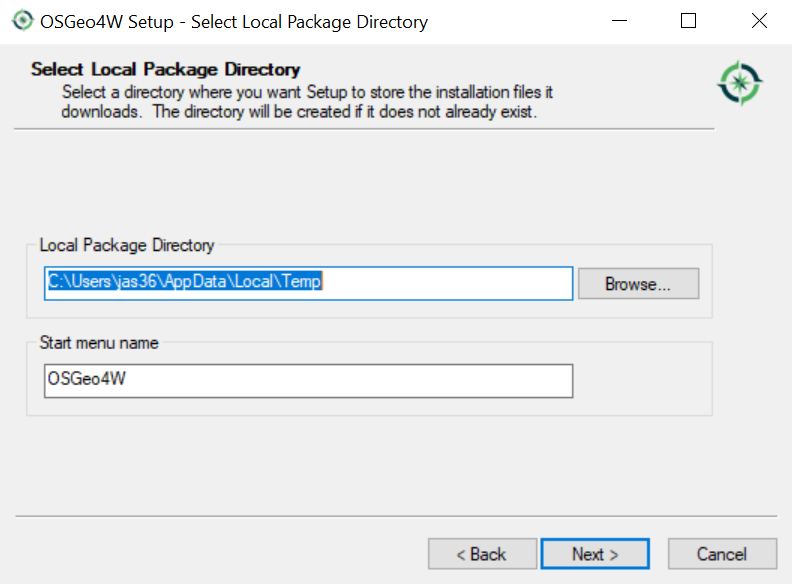 OSGeo4W Setup - Select Local Package Directory
Select Local Package Directory
Select a directory where you want Setup to store the installation files it
downloads. The directory will be created if it does not already exist.
Local Package Directory
C:\Users\jas36\AppData\Local\Temp
Browse...
Start menu name
OSGeo4W
< Back
Next >
Cancel